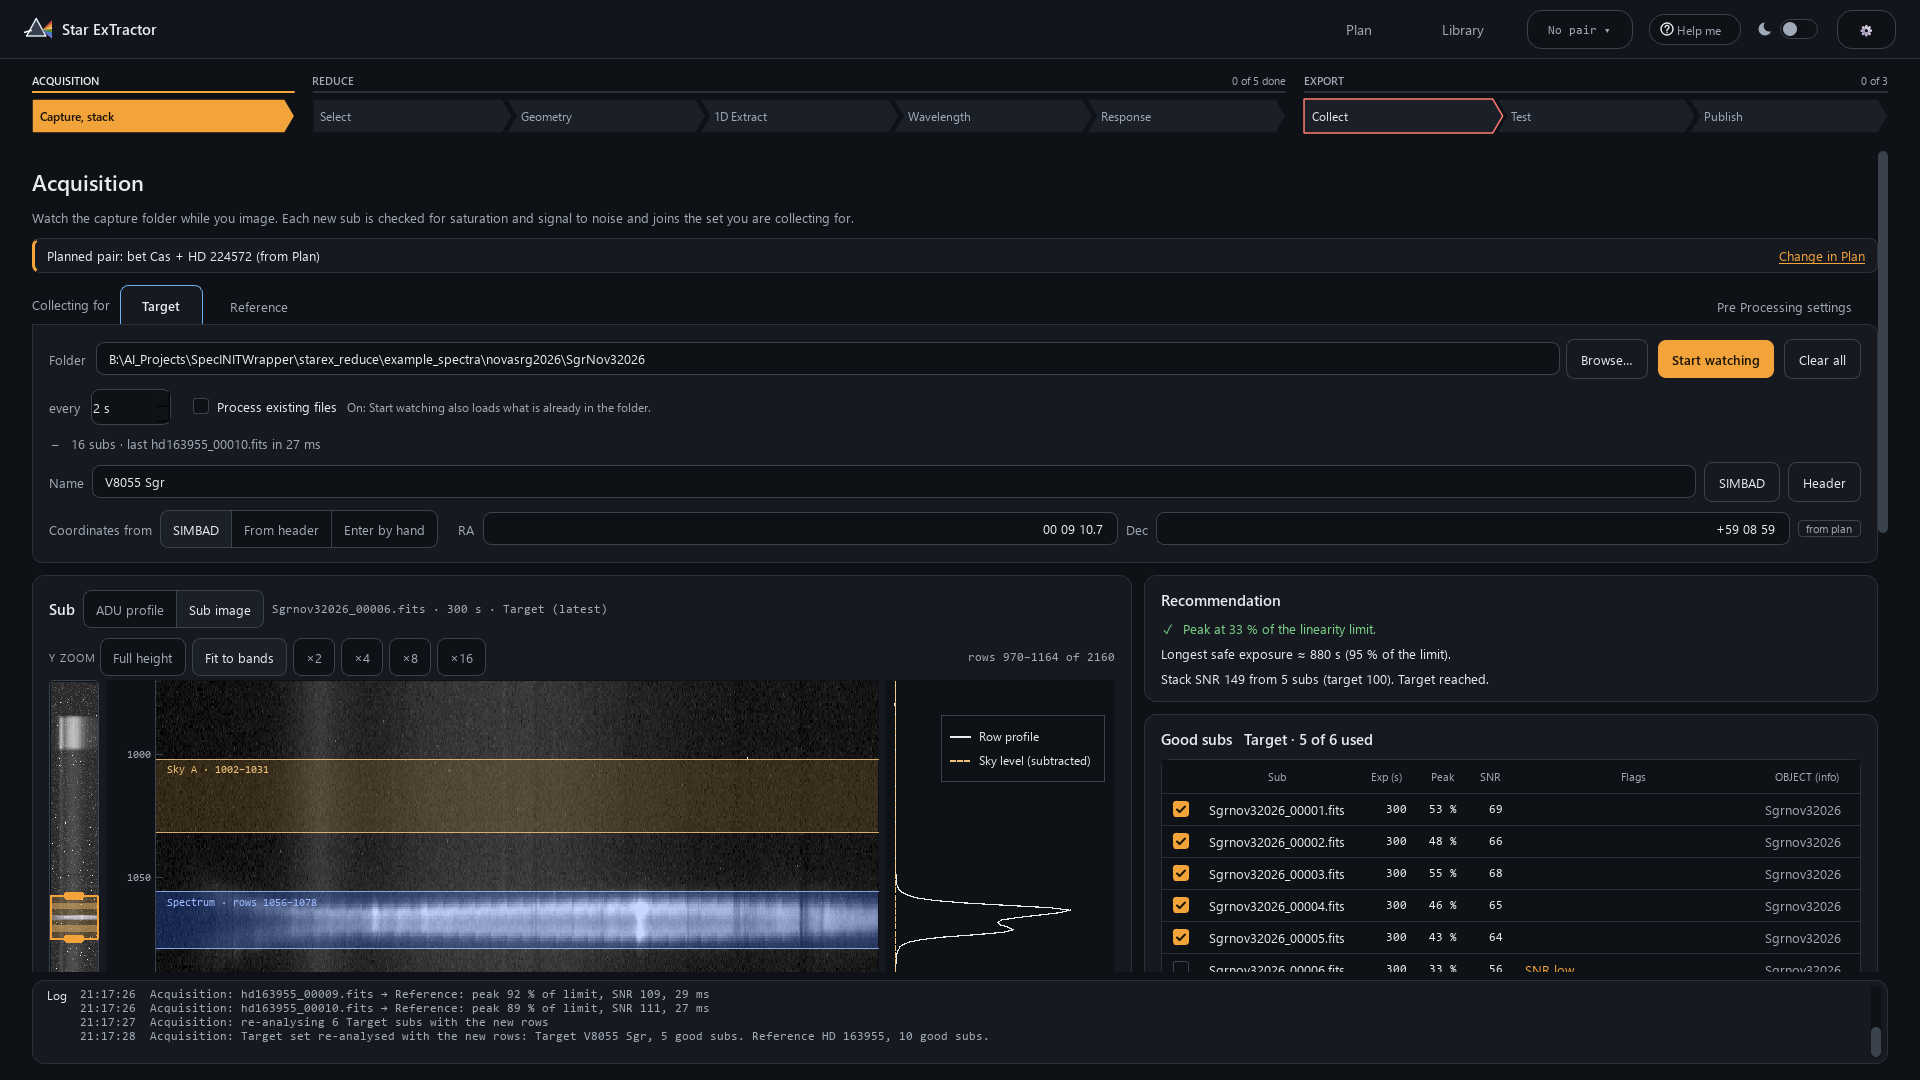 Star ExTractor
Plan
Library
No pair ▾
Help me
ACQUISITION
REDUCE
0 of 5 done
EXPORT
0 of 3
Capture, stack
Select
Geometry
1D Extract
Wavelength
Response
Collect
Test
Publish
Acquisition
Watch the capture folder while you image. Each new sub is checked for saturation and signal to noise and joins the set you are collecting for.
Planned pair: bet Cas + HD 224572 (from Plan)
Change in Plan
Collecting for
Target
Reference
Pre Processing settings
Folder
B:\AI_Projects\SpecINITWrapper\starex_reduce\example_spectra\novasrg2026\SgrNov32026
Browse...
Start watching
Clear all
every
2 s
Process existing files
On: Start watching also loads what is already in the folder.
– 16 subs · last hd163955_00010.fits in 27 ms
Name
V8055 Sgr
SIMBAD
Header
Coordinates from
SIMBAD
From header
Enter by hand
RA
00 09 10.7
Dec
+59 08 59
from plan
Sub
ADU profile
Sub image
Sgrnov32026_00006.fits · 300 s · Target (latest)
Y ZOOM
Full height
Fit to bands
×2
×4
×8
×16
rows 970–1164 of 2160
1000
Sky A · 1002–1031
1050
Spectrum · rows 1056–1078
Row profile
Sky level (subtracted)
Recommendation
✓ Peak at 33 % of the linearity limit.
Longest safe exposure ≈ 880 s (95 % of the limit).
Stack SNR 149 from 5 subs (target 100). Target reached.
Good subs Target · 5 of 6 used
Sub Exp (s) Peak SNR Flags OBJECT (info)
Sgrnov32026_00001.fits 300 53 % 69 Sgrnov32026
Sgrnov32026_00002.fits 300 48 % 66 Sgrnov32026
Sgrnov32026_00003.fits 300 55 % 68 Sgrnov32026
Sgrnov32026_00004.fits 300 46 % 65 Sgrnov32026
Sgrnov32026_00005.fits 300 43 % 64 Sgrnov32026
Sgrnov32026_00006.fits 300 33 % 56 SNR low Sgrnov32026
Log
21:17:26 Acquisition: hd163955_00009.fits → Reference: peak 92 % of limit, SNR 109, 29 ms
21:17:26 Acquisition: hd163955_00010.fits → Reference: peak 89 % of limit, SNR 111, 27 ms
21:17:27 Acquisition: re-analysing 6 Target subs with the new rows
21:17:28 Acquisition: Target set re-analysed with the new rows: Target V8055 Sgr, 5 good subs. Reference HD 163955, 10 good subs.